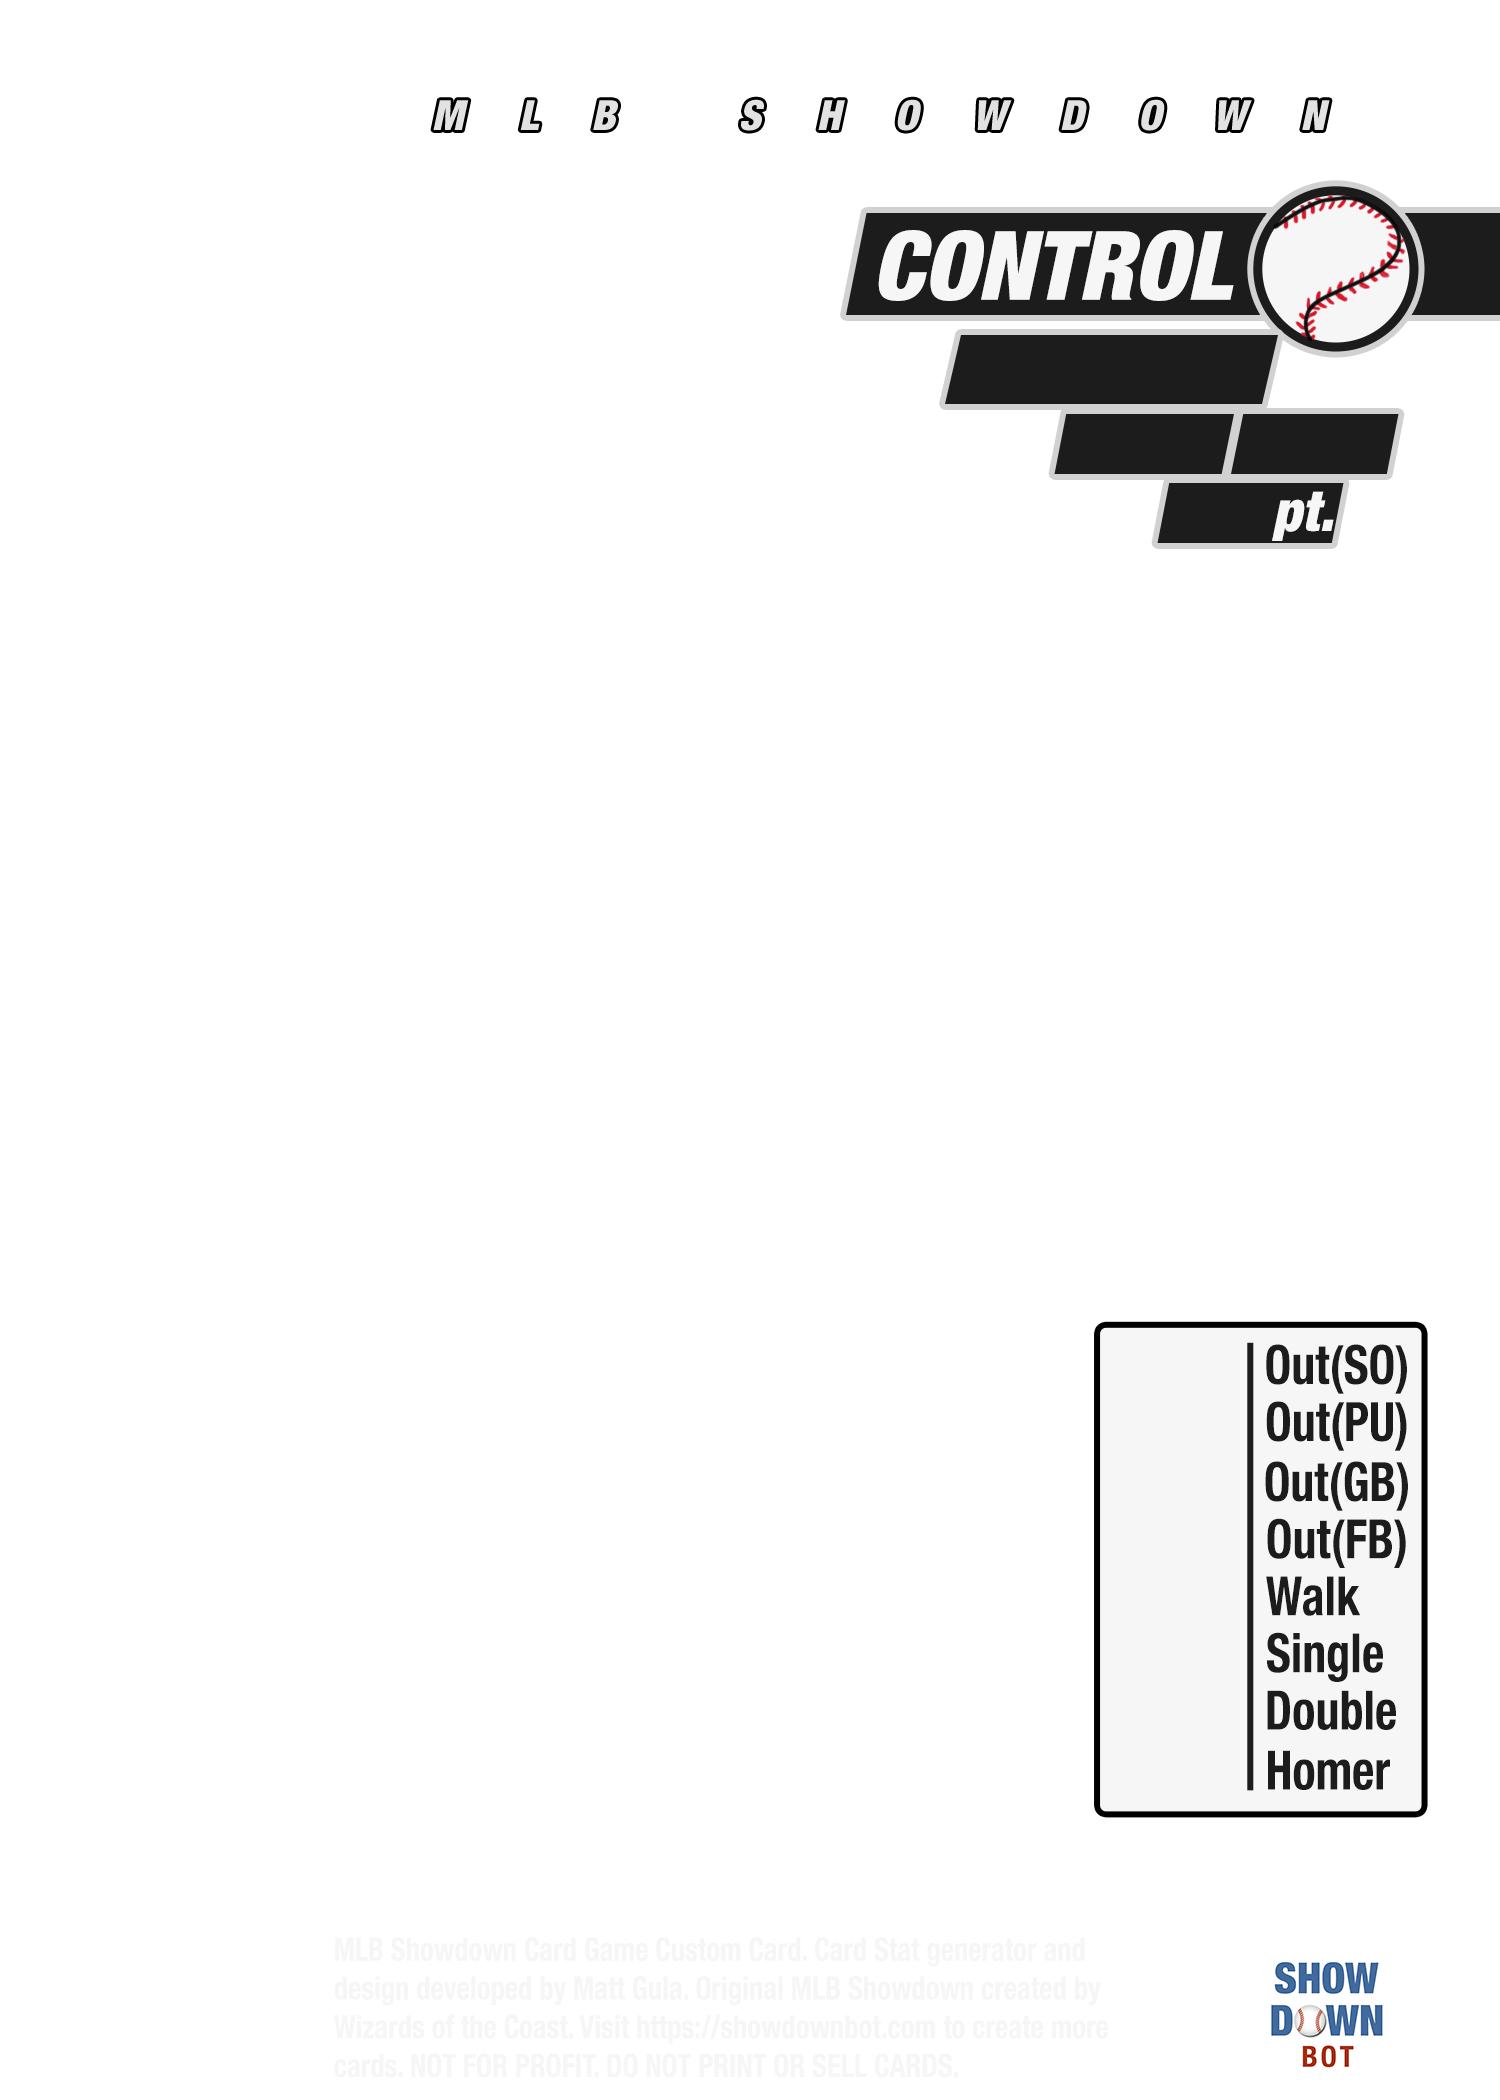 MLB SHOWDOWN
CONTROL
pt.
Out(SO)
Out(PU)
Out(GB)
Out(FB)
Walk
Single
Double
Homer
MLB Showdown Card Game Custom Card. Card Stat generator and
design developed by Matt Gula. Original MLB Showdown created by
Wizards of the Coast. Visit https://showdownbot.com to create more
cards. NOT FOR PROFIT. DO NOT PRINT OR SELL CARDS.
SHOW
DOWN
BOT